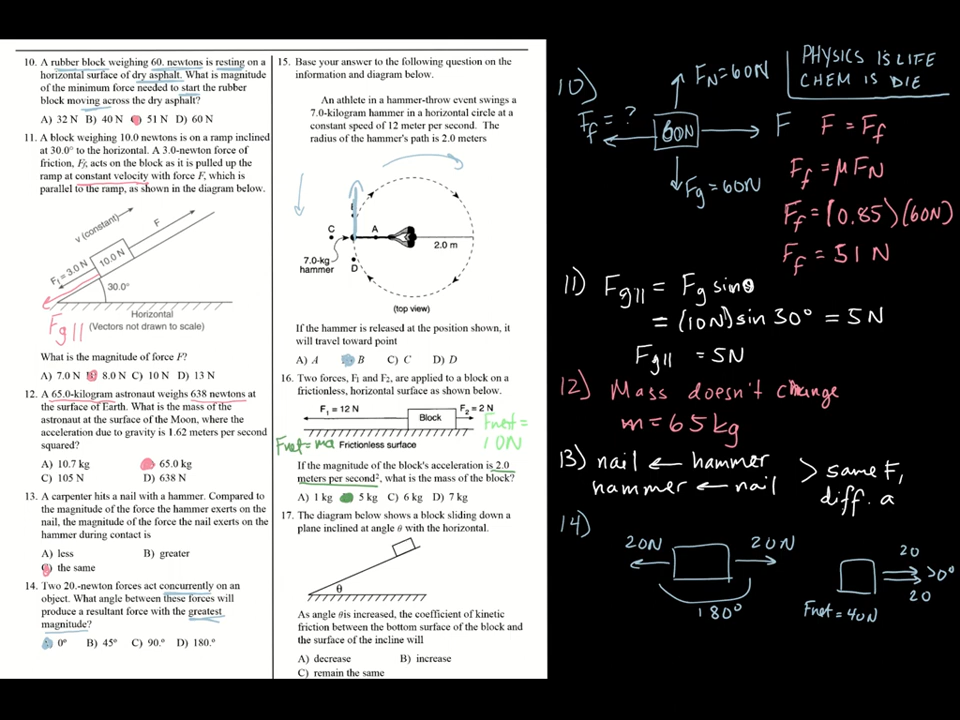 10. A rubber block weighing 60. newtons is resting on a
horizontal surface of dry asphalt. What is magnitude
of the minimum force needed to start the rubber
block moving across the dry asphalt?
A) 32 N B) 40 N C) 51 N D) 60 N
11. A block weighing 10.0 newtons is on a ramp inclined
at 30.0° to the horizontal. A 3.0-newton force of
friction, Ff, acts on the block as it is pulled up the
ramp at constant velocity with force F, which is
parallel to the ramp, as shown in the diagram below.
v (constant)
F
10.0 N
Ff = 3.0 N
30.0°
Fg||
Horizontal
(Vectors not drawn to scale)
What is the magnitude of force F?
A) 7.0 N B) 8.0 N C) 10 N D) 13 N
12. A 65.0-kilogram astronaut weighs 638 newtons at
the surface of Earth. What is the mass of the
astronaut at the surface of the Moon, where the
acceleration due to gravity is 1.62 meters per second
squared?
A) 10.7 kg 65.0 kg
C) 105 N D) 638 N
13. A carpenter hits a nail with a hammer. Compared to
the magnitude of the force the hammer exerts on the
nail, the magnitude of the force the nail exerts on the
hammer during contact is
A) less B) greater
C) the same
14. Two 20.-newton forces act concurrently on an
object. What angle between these forces will
produce a resultant force with the greatest
magnitude?
0° B) 45° C) 90.° D) 180.°
15. Base your answer to the following question on the
information and diagram below.
An athlete in a hammer-throw event swings a
7.0-kilogram hammer in a horizontal circle at a
constant speed of 12 meter per second. The
radius of the hammer's path is 2.0 meters
B
C
A
2.0 m
7.0-kg
hammer
D
(top view)
If the hammer is released at the position shown, it
will travel toward point
A) A B C) C D) D
16. Two forces, F1 and F2, are applied to a block on a
frictionless, horizontal surface as shown below.
F1 = 12 N
Block
F2 = 2 N
Fnet =
10N
Fnet=ma
Frictionless surface
If the magnitude of the block's acceleration is 2.0
meters per second², what is the mass of the block?
A) 1 kg 5 kg C) 6 kg D) 7 kg
17. The diagram below shows a block sliding down a
plane inclined at angle θ with the horizontal.
θ
As angle θ is increased, the coefficient of kinetic
friction between the bottom surface of the block and
the surface of the incline will
A) decrease B) increase
C) remain the same
PHYSICS IS LIFE
CHEM IS DIE
10)
FN = 60N
Ff = ?
60N
F
Fg = 60N
F = Ff
Ff = μFN
Ff = (0.85)(60N)
Ff = 51 N
11) Fg|| = Fg sinθ
= (10N)sin 30° = 5N
Fg|| = 5N
12) Mass doesn't change
m = 65 kg
13) nail ← hammer
hammer ← nail
> same F,
diff. a
14)
20N
20N
180°
20
20
>0°
Fnet = 40N